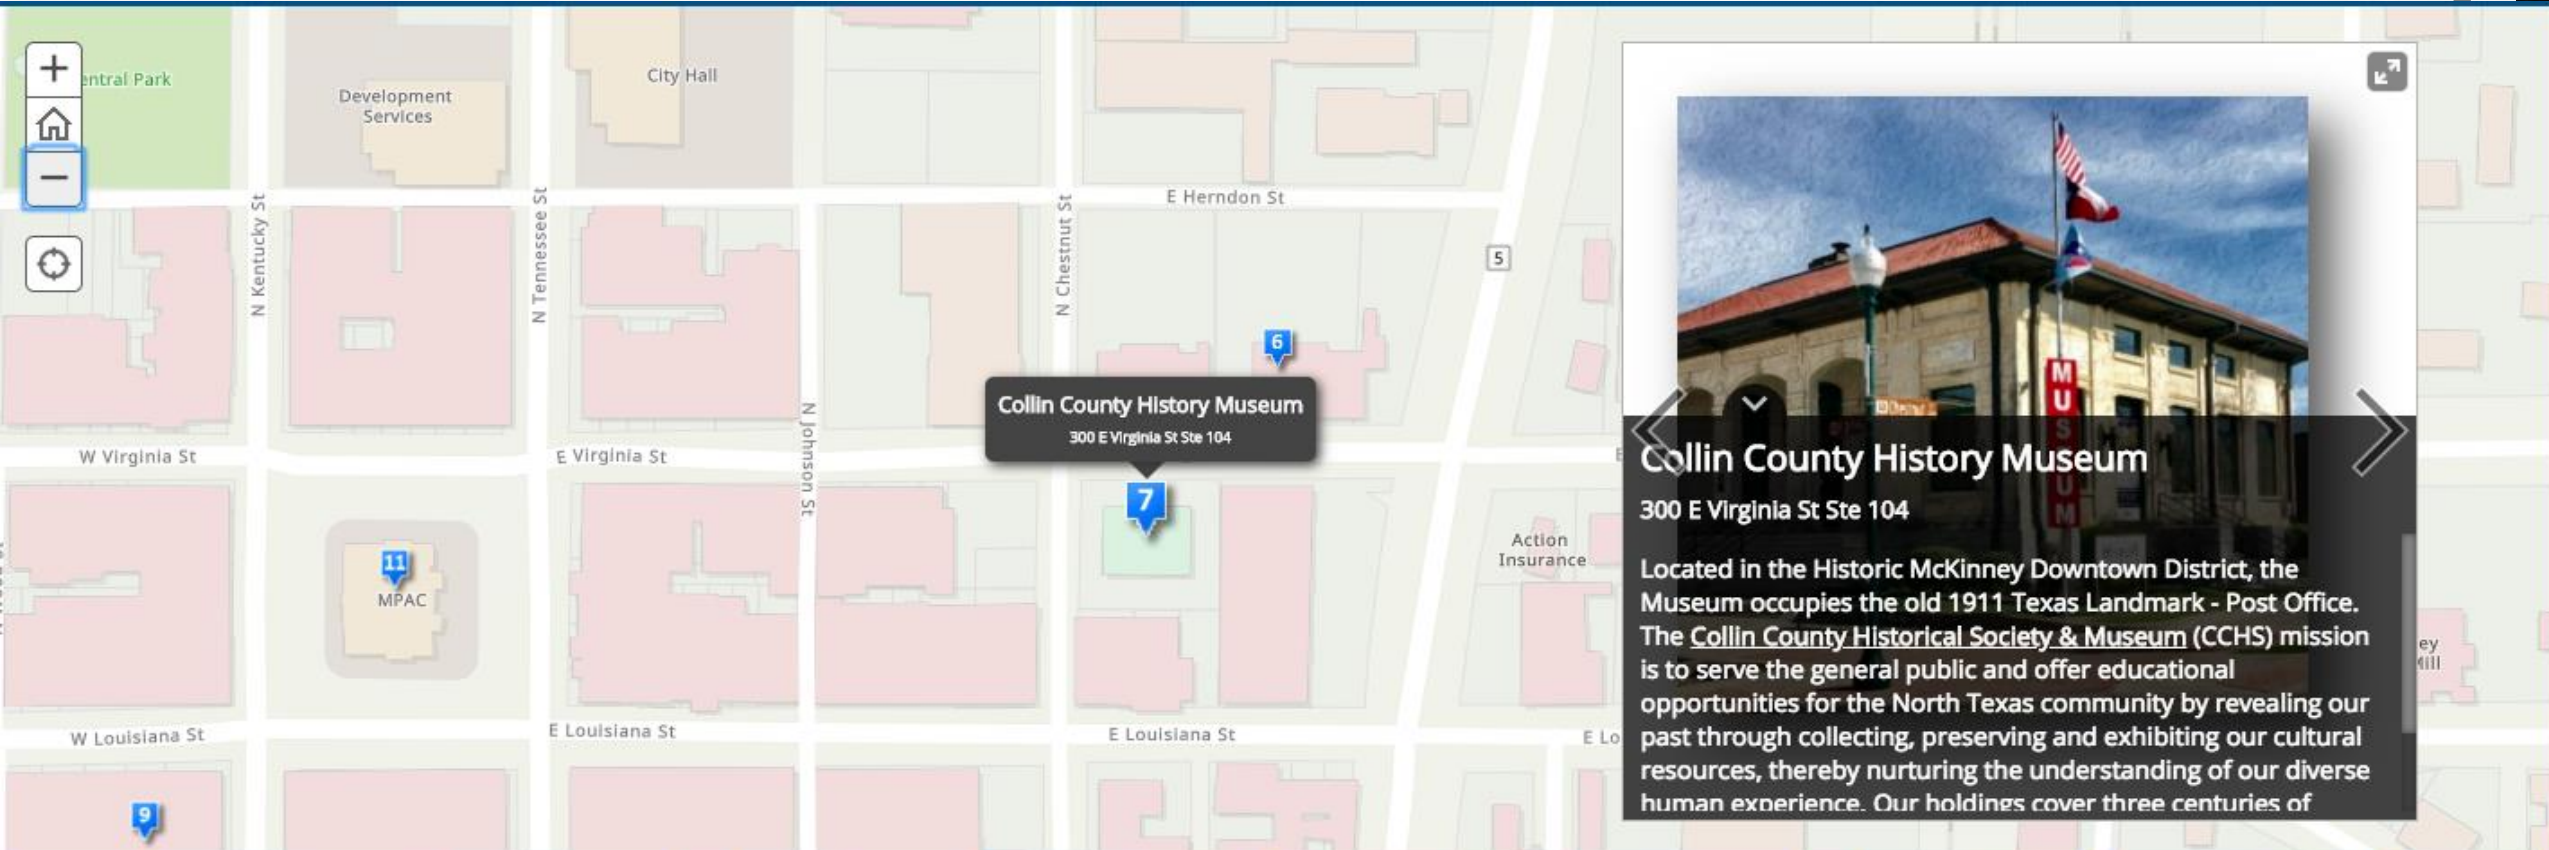 +
entral Park
−
Development
Services
City Hall
E Herndon St
N Kentucky St
N Tennessee St
N Chestnut St
5
6
Collin County History Museum
300 E Virginia St Ste 104
W Virginia St
E Virginia St
N Johnson St
7
11
MPAC
Action
Insurance
W Louisiana St
E Louisiana St
E Louisiana St
E Lo
9
MUSEUM
Collin County History Museum
300 E Virginia St Ste 104
Located in the Historic McKinney Downtown District, the
Museum occupies the old 1911 Texas Landmark - Post Office.
The Collin County Historical Society & Museum (CCHS) mission
is to serve the general public and offer educational
opportunities for the North Texas community by revealing our
past through collecting, preserving and exhibiting our cultural
resources, thereby nurturing the understanding of our diverse
human experience. Our holdings cover three centuries of
ey